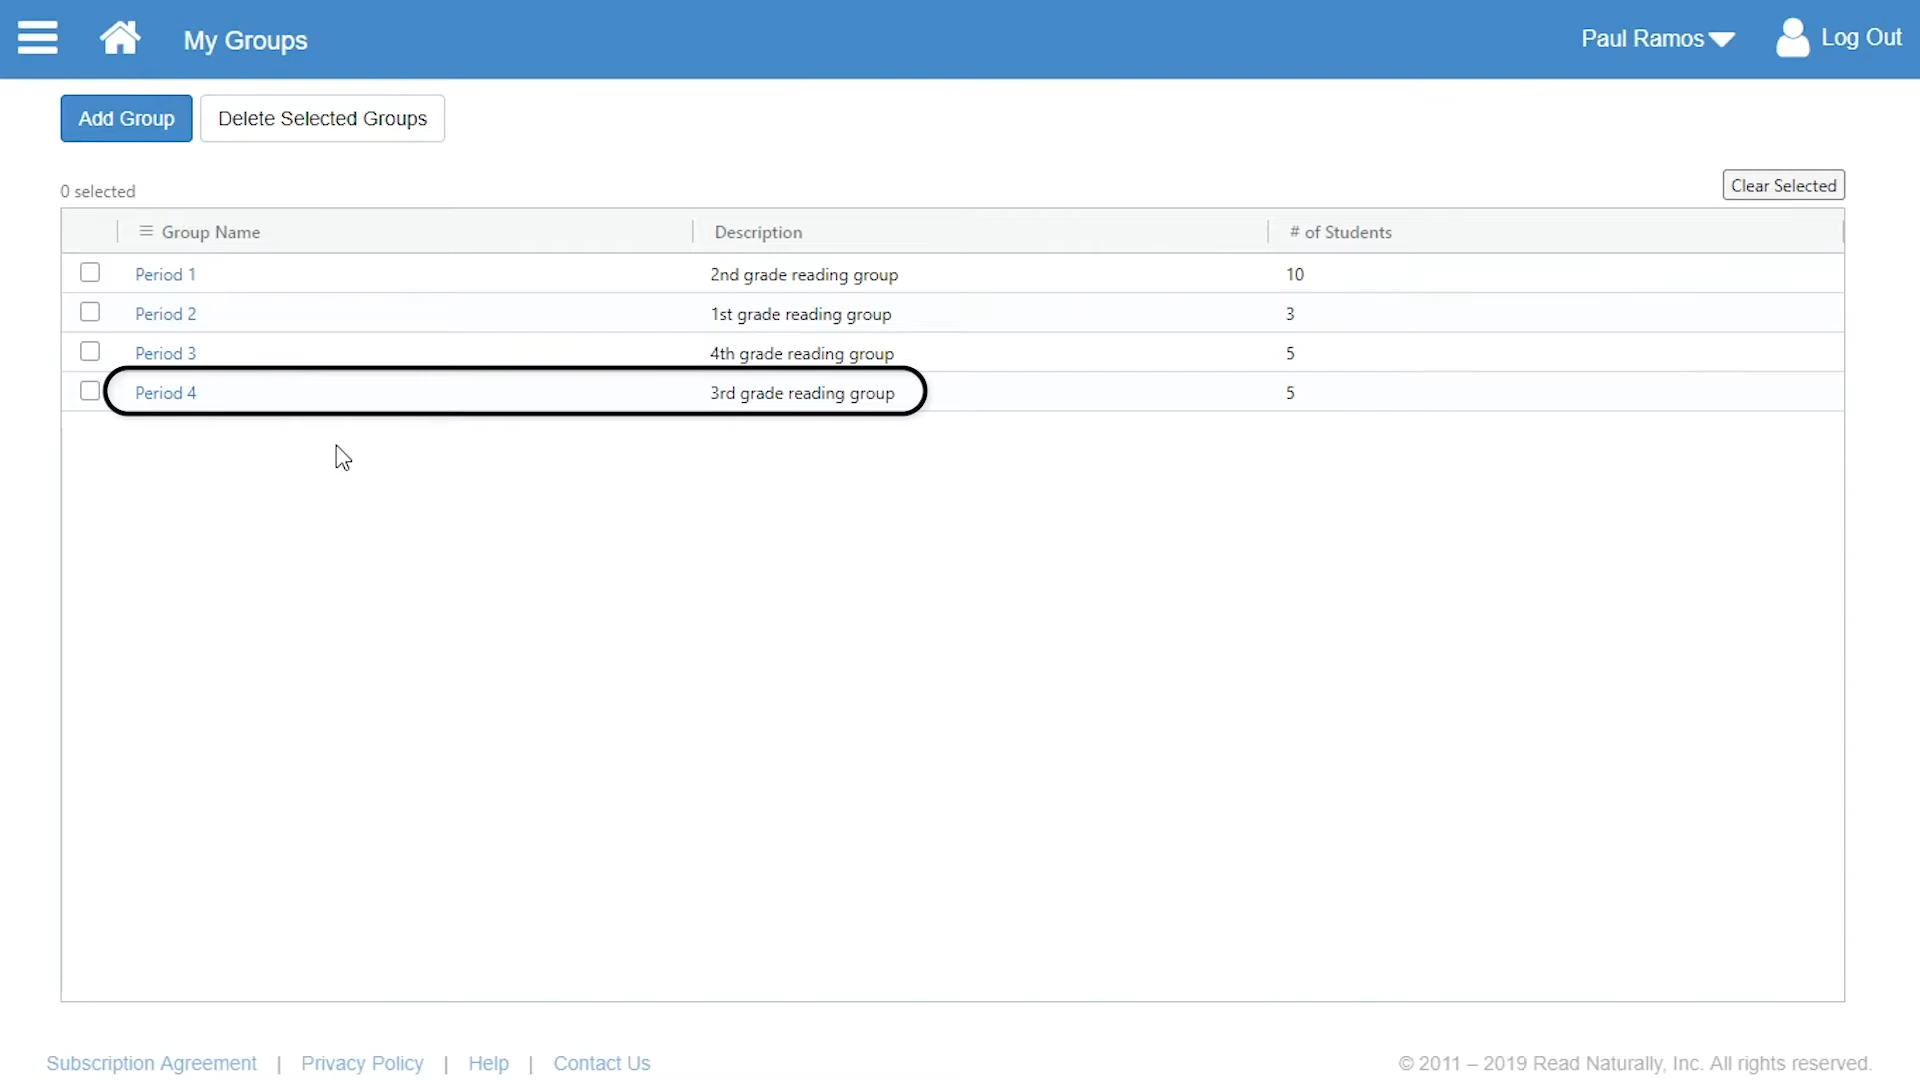 My Groups
Paul Ramos
Log Out
Add Group
Delete Selected Groups
0 selected
Clear Selected
Group Name Description # of Students
Period 1 2nd grade reading group 10
Period 2 1st grade reading group 3
Period 3 4th grade reading group 5
Period 4 3rd grade reading group 5
Subscription Agreement | Privacy Policy | Help | Contact Us
© 2011 – 2019 Read Naturally, Inc. All rights reserved.